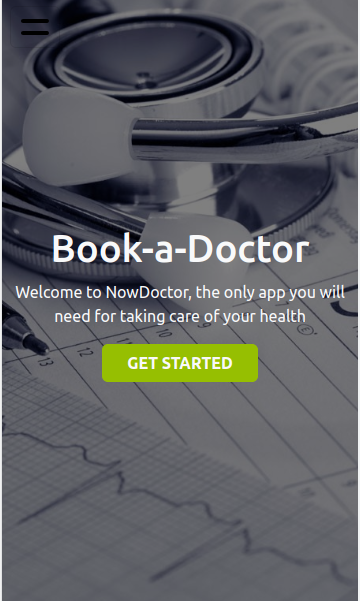 Book-a-Doctor
Welcome to NowDoctor, the only app you will
need for taking care of your health
GET STARTED
13